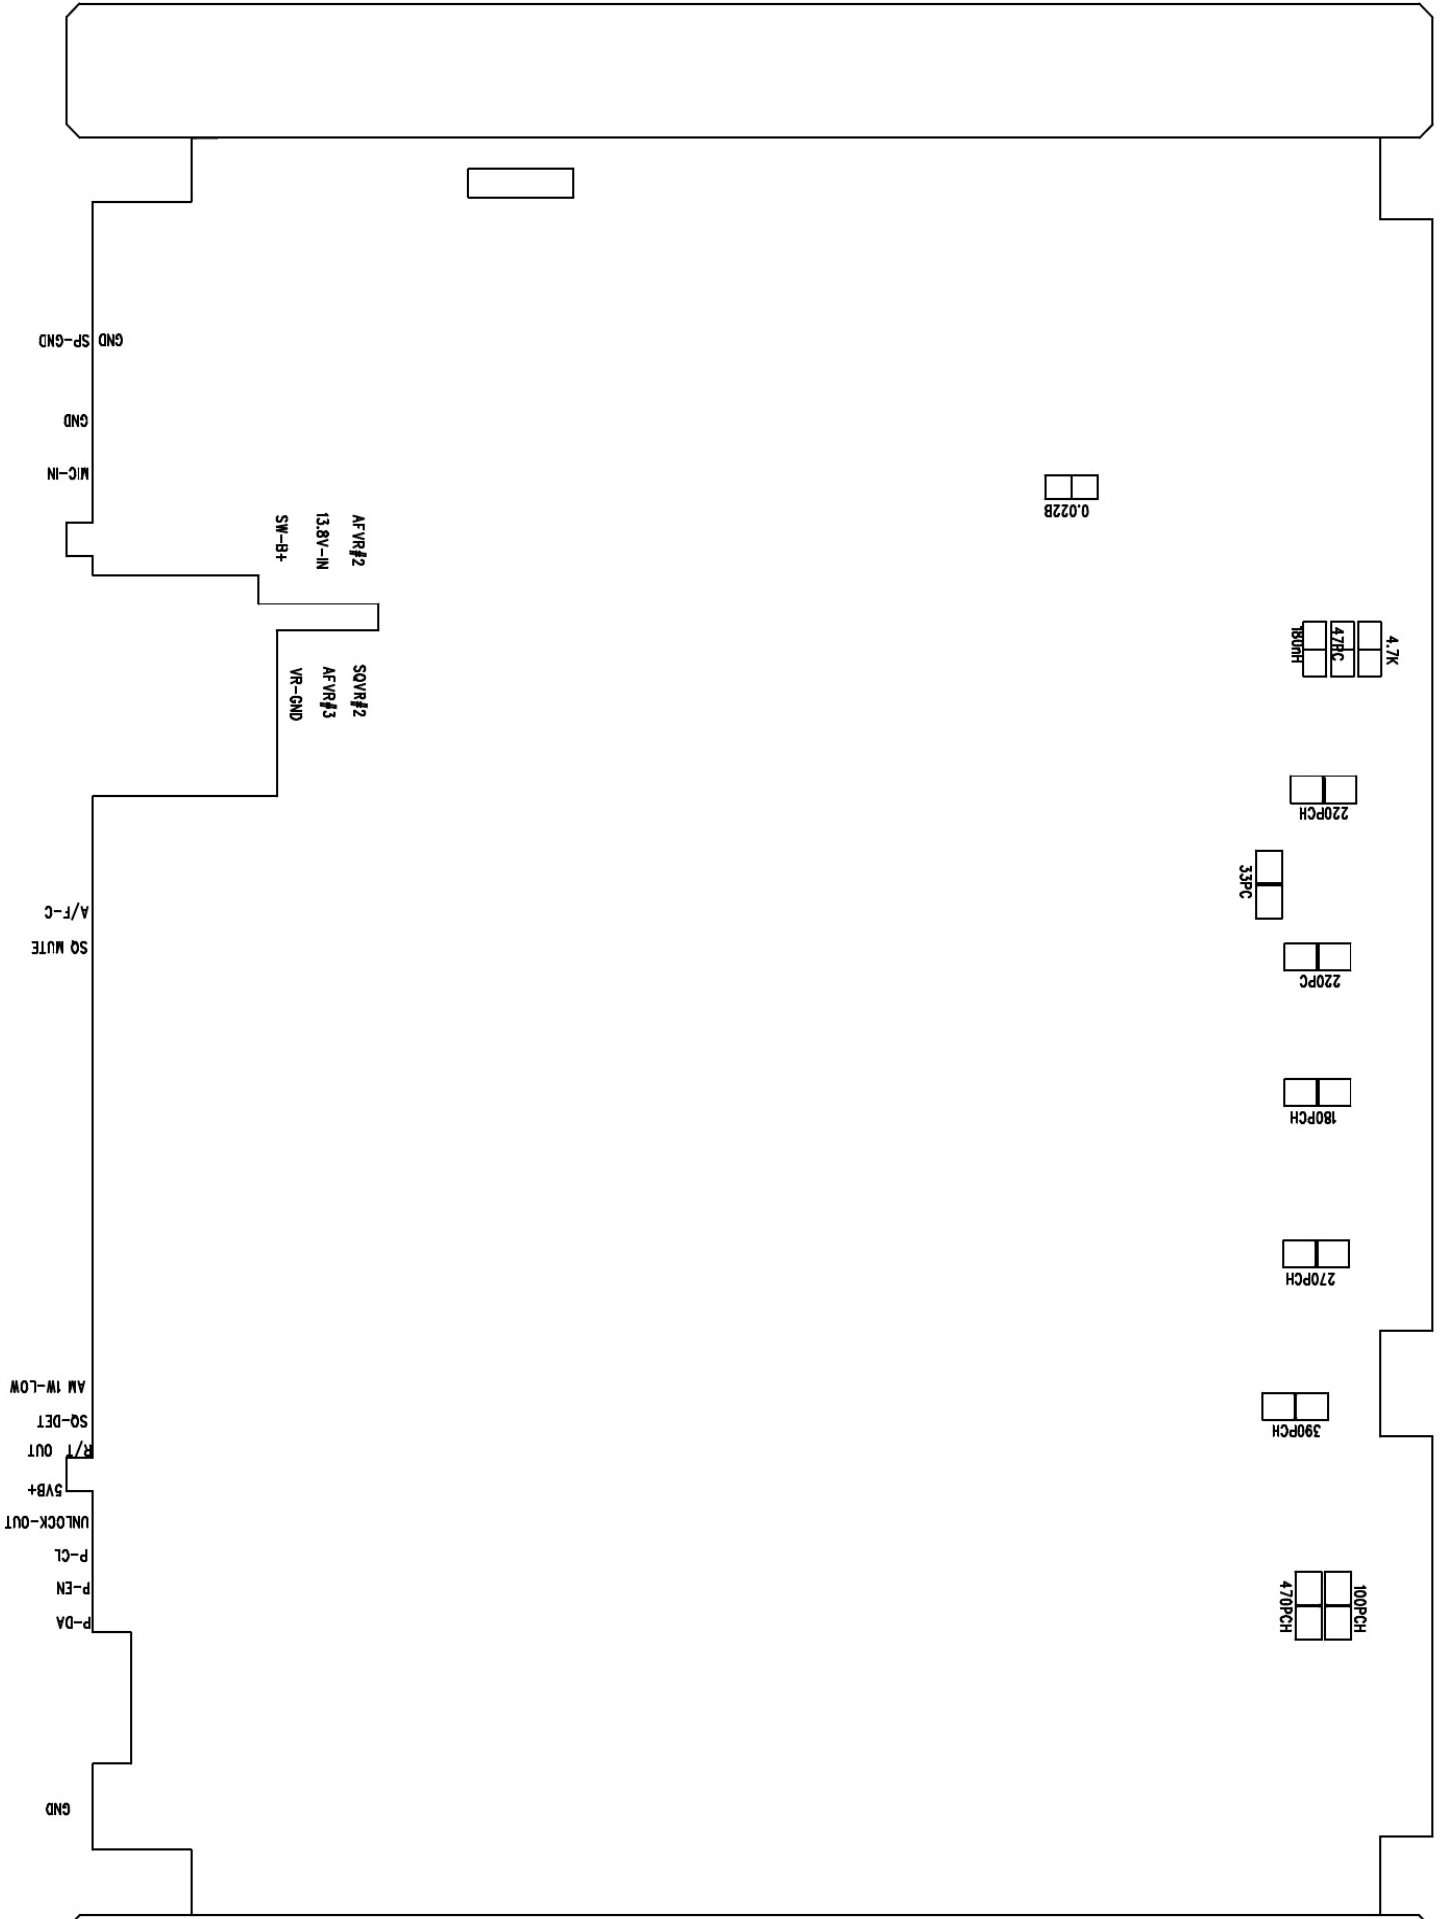 SP-GND
GND
GND
MIC-IN
0.022B
SW-B+
13.8V-IN
AFVR#2
180nH
47PC
4.7K
VR-GND
AFVR#3
SQVR#2
220PCH
33PC
A/F-C
SQ MUTE
220PC
180PCH
270PCH
AM 1W-LOW
SQ-DET
390PCH
R/T OUT
5VB+
UNLOCK-OUT
P-CL
P-EN
470PCH
100PCH
P-DA
GND